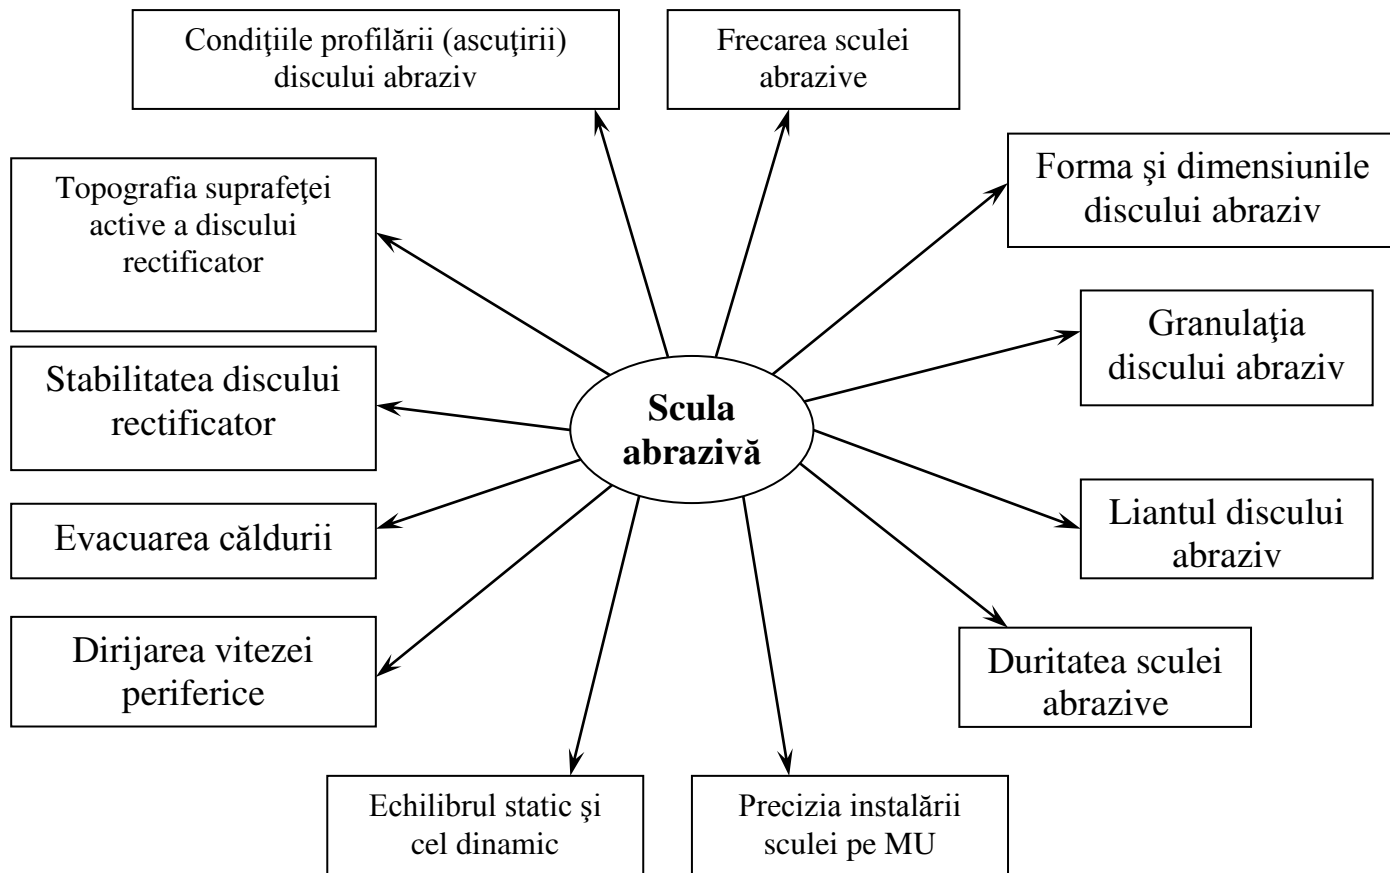 Condiţiile profilării (ascuţirii)
discului abraziv
Frecarea sculei
abrazive
Forma şi dimensiunile
discului abraziv
Topografia suprafeţei
active a discului
rectificator
Granulaţia
discului abraziv
Stabilitatea discului
rectificator
Scula
abrazivă
Liantul discului
abraziv
Evacuarea căldurii
Dirijarea vitezei
periferice
Duritatea sculei
abrazive
Echilibrul static şi
cel dinamic
Precizia instalării
sculei pe MU